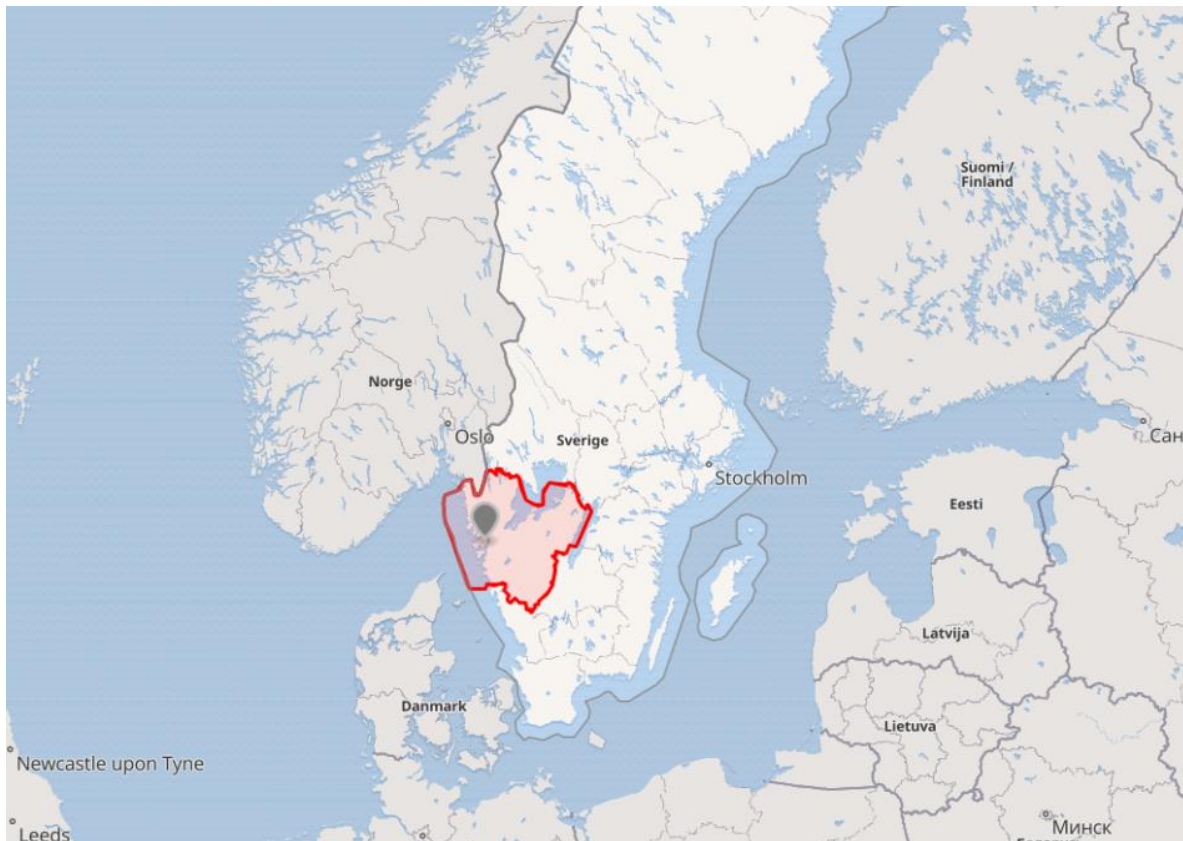 Suomi /
Finland
Norge
Oslo
Sverige
Stockholm
Сан
Eesti
Latvija
Danmark
Lietuva
Newcastle upon Tyne
Leeds
Минск